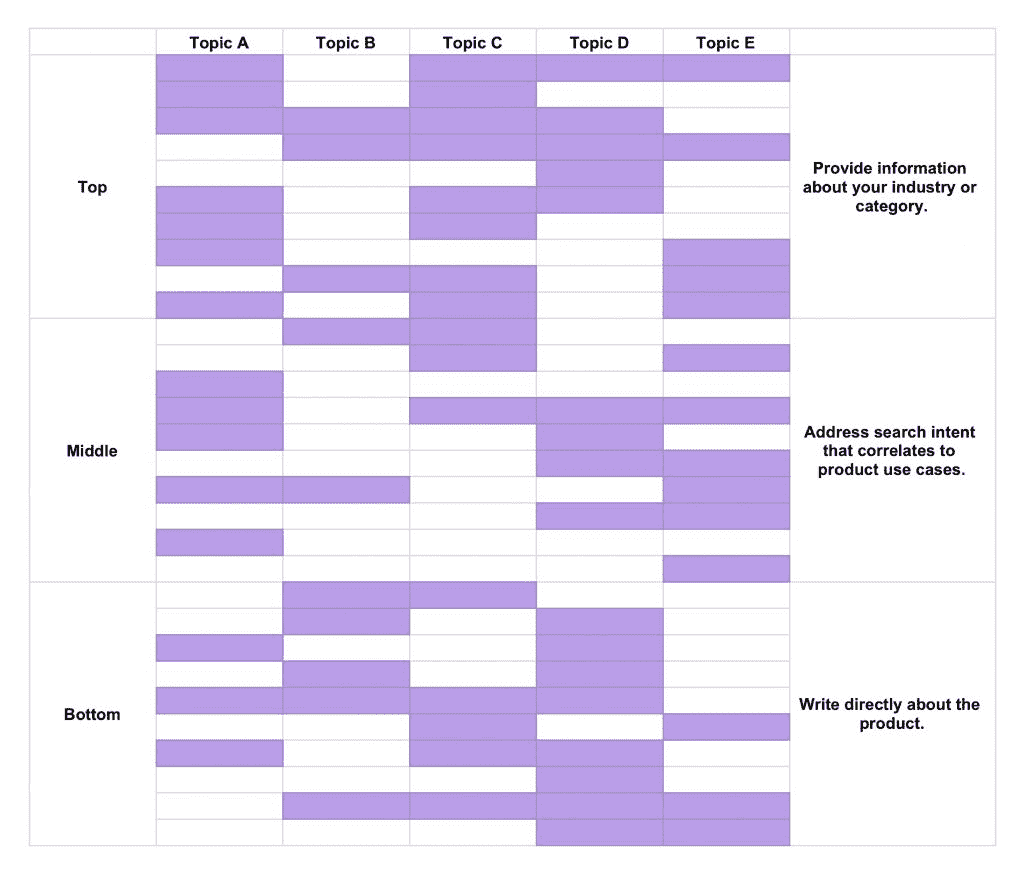 Topic A Topic B Topic C Topic D Topic E
Top
Provide information
about your industry or
category.
Middle
Address search intent
that correlates to
product use cases.
Bottom
Write directly about the
product.